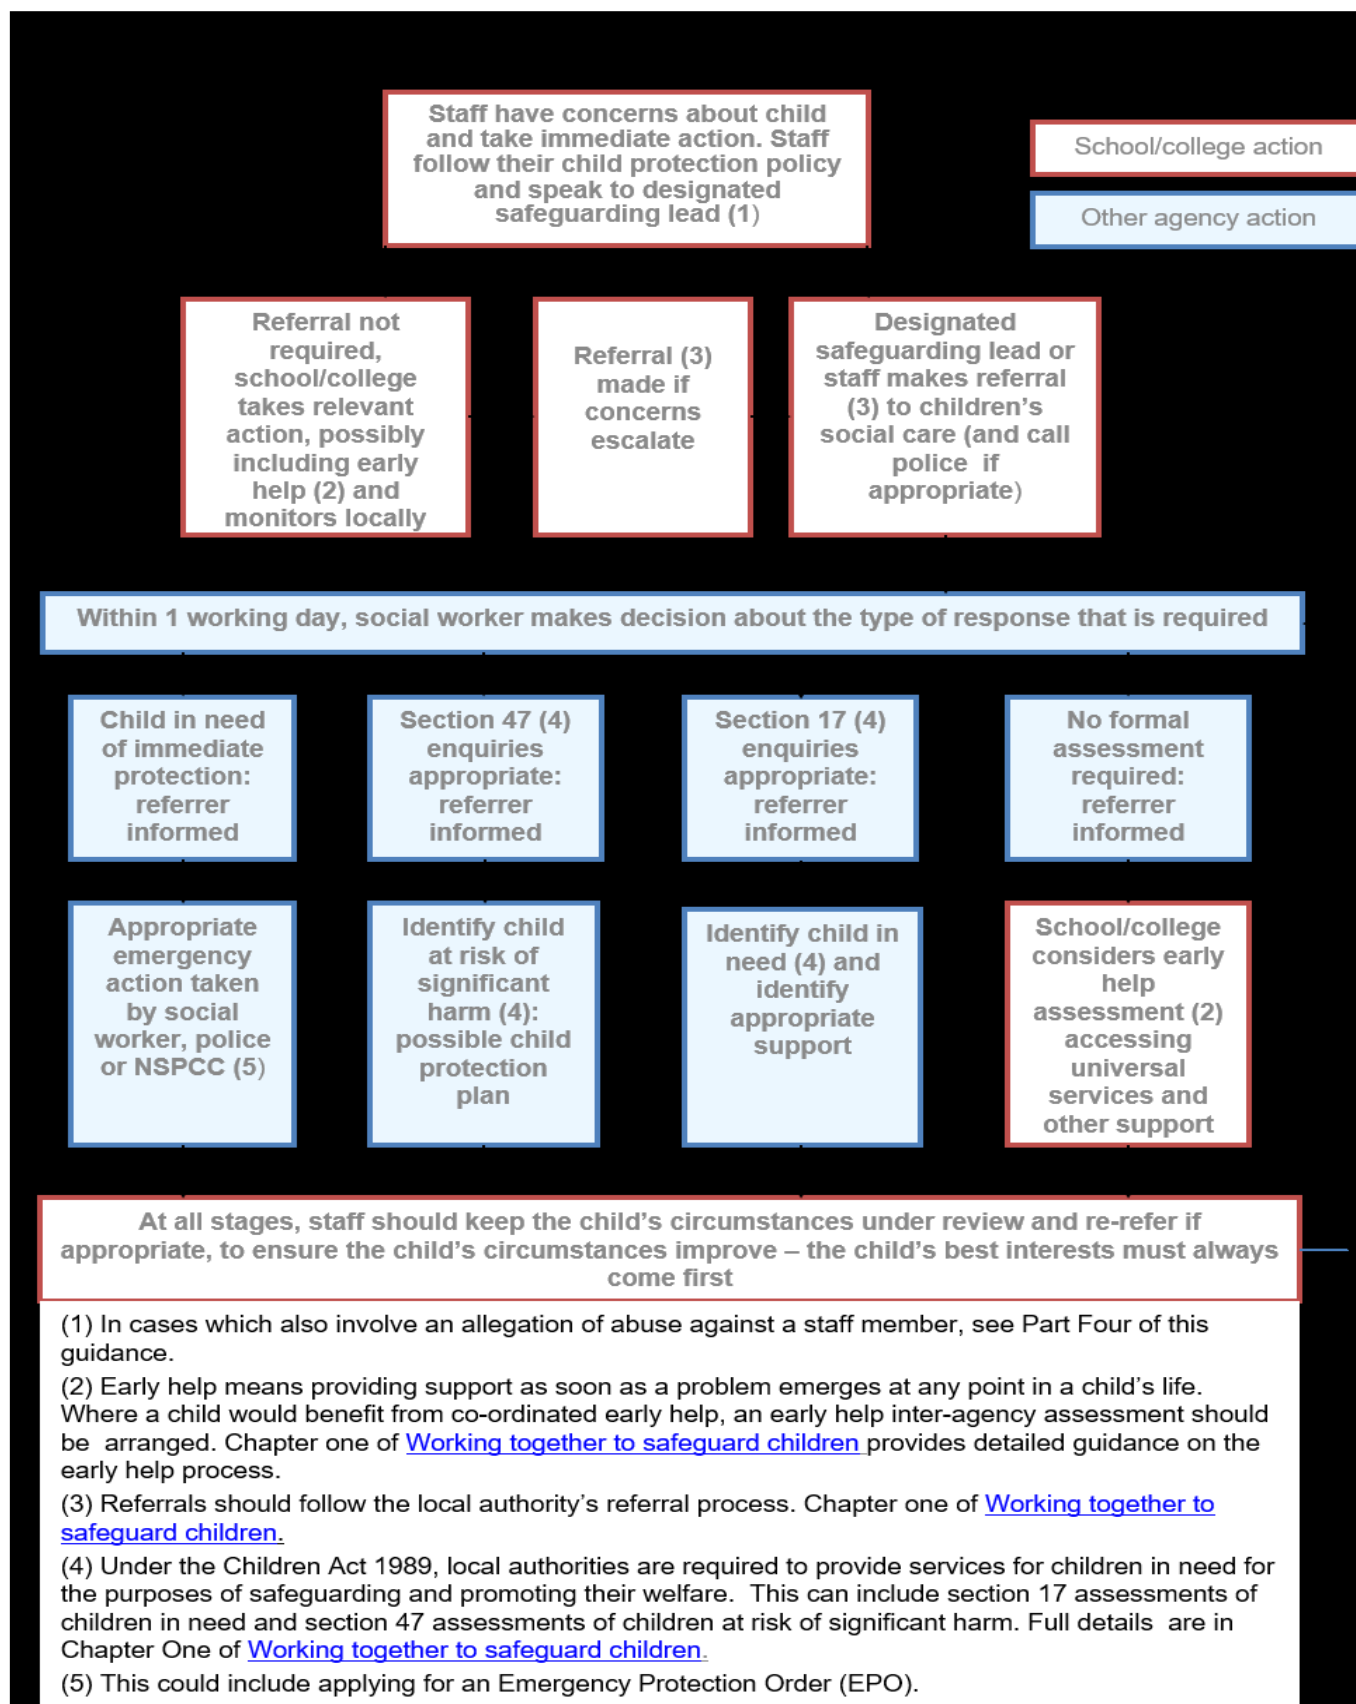 Staff have concerns about child
and take immediate action. Staff
follow their child protection policy
and speak to designated
safeguarding lead (1)
School/college action
Other agency action
Referral not
required,
school/college
takes relevant
action, possibly
including early
help (2) and
monitors locally
Referral (3)
made if
concerns
escalate
Designated
safeguarding lead or
staff makes referral
(3) to children’s
social care (and call
police  if
appropriate)
Within 1 working day, social worker makes decision about the type of response that is required
Child in need
of immediate
protection:
referrer
informed
Section 47 (4)
enquiries
appropriate:
referrer
informed
Section 17 (4)
enquiries
appropriate:
referrer
informed
No formal
assessment
required:
referrer
informed
Appropriate
emergency
action taken
by social
worker, police
or NSPCC (5)
Identify child
at risk of
significant
harm (4):
possible child
protection
plan
Identify child in
need (4) and
identify
appropriate
support
School/college
considers early
help
assessment (2)
accessing
universal
services and
other support
At all stages, staff should keep the child’s circumstances under review and re-refer if
appropriate, to ensure the child’s circumstances improve – the child’s best interests must always
come first
(1) In cases which also involve an allegation of abuse against a staff member, see Part Four of this
guidance.
(2) Early help means providing support as soon as a problem emerges at any point in a child’s life.
Where a child would benefit from co-ordinated early help, an early help inter-agency assessment should
be  arranged. Chapter one of Working together to safeguard children provides detailed guidance on the
early help process.
(3) Referrals should follow the local authority’s referral process. Chapter one of Working together to
safeguard children.
(4) Under the Children Act 1989, local authorities are required to provide services for children in need for
the purposes of safeguarding and promoting their welfare.  This can include section 17 assessments of
children in need and section 47 assessments of children at risk of significant harm. Full details  are in
Chapter One of Working together to safeguard children.
(5) This could include applying for an Emergency Protection Order (EPO).